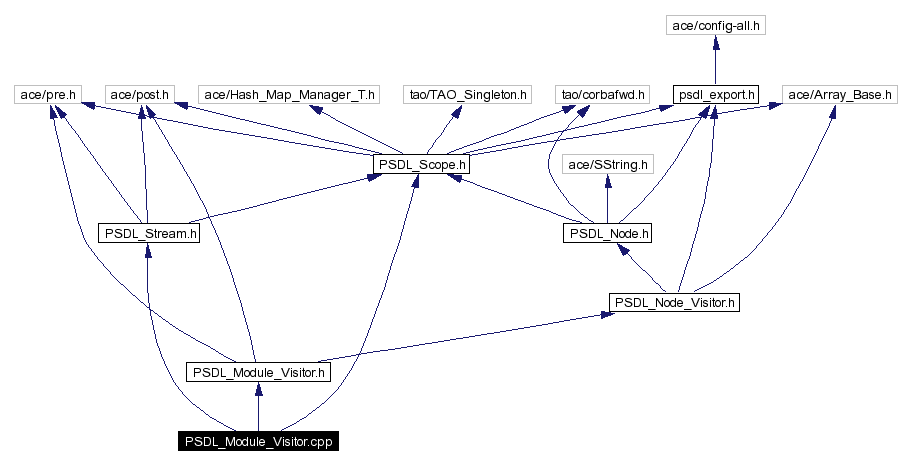 ace/config-all.h
ace/pre.h
ace/post.h
ace/Hash_Map_Manager_T.h
tao/TAO_Singleton.h
tao/corbafwd.h
psdl_export.h
ace/Array_Base.h
PSDL_Scope.h
ace/SString.h
PSDL_Stream.h
PSDL_Node.h
PSDL_Node_Visitor.h
PSDL_Module_Visitor.h
PSDL_Module_Visitor.cpp